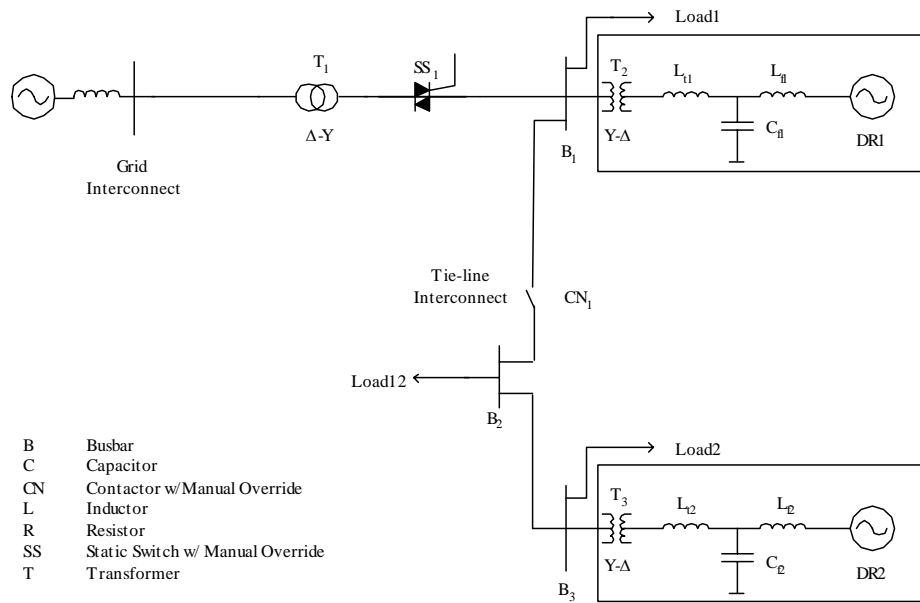 Load1
T1
SS1
T2
Lt1
Lf1
Cf1
DR1
Δ-Y
Y-Δ
B1
Grid
Interconnect
Tie-line
Interconnect
CN1
Load12
B2
Load2
T3
Lt2
Lf2
Cf2
DR2
Y-Δ
B3
B Busbar
C Capacitor
CN Contactor w/Manual Override
L Inductor
R Resistor
SS Static Switch w/ Manual Override
T Transformer